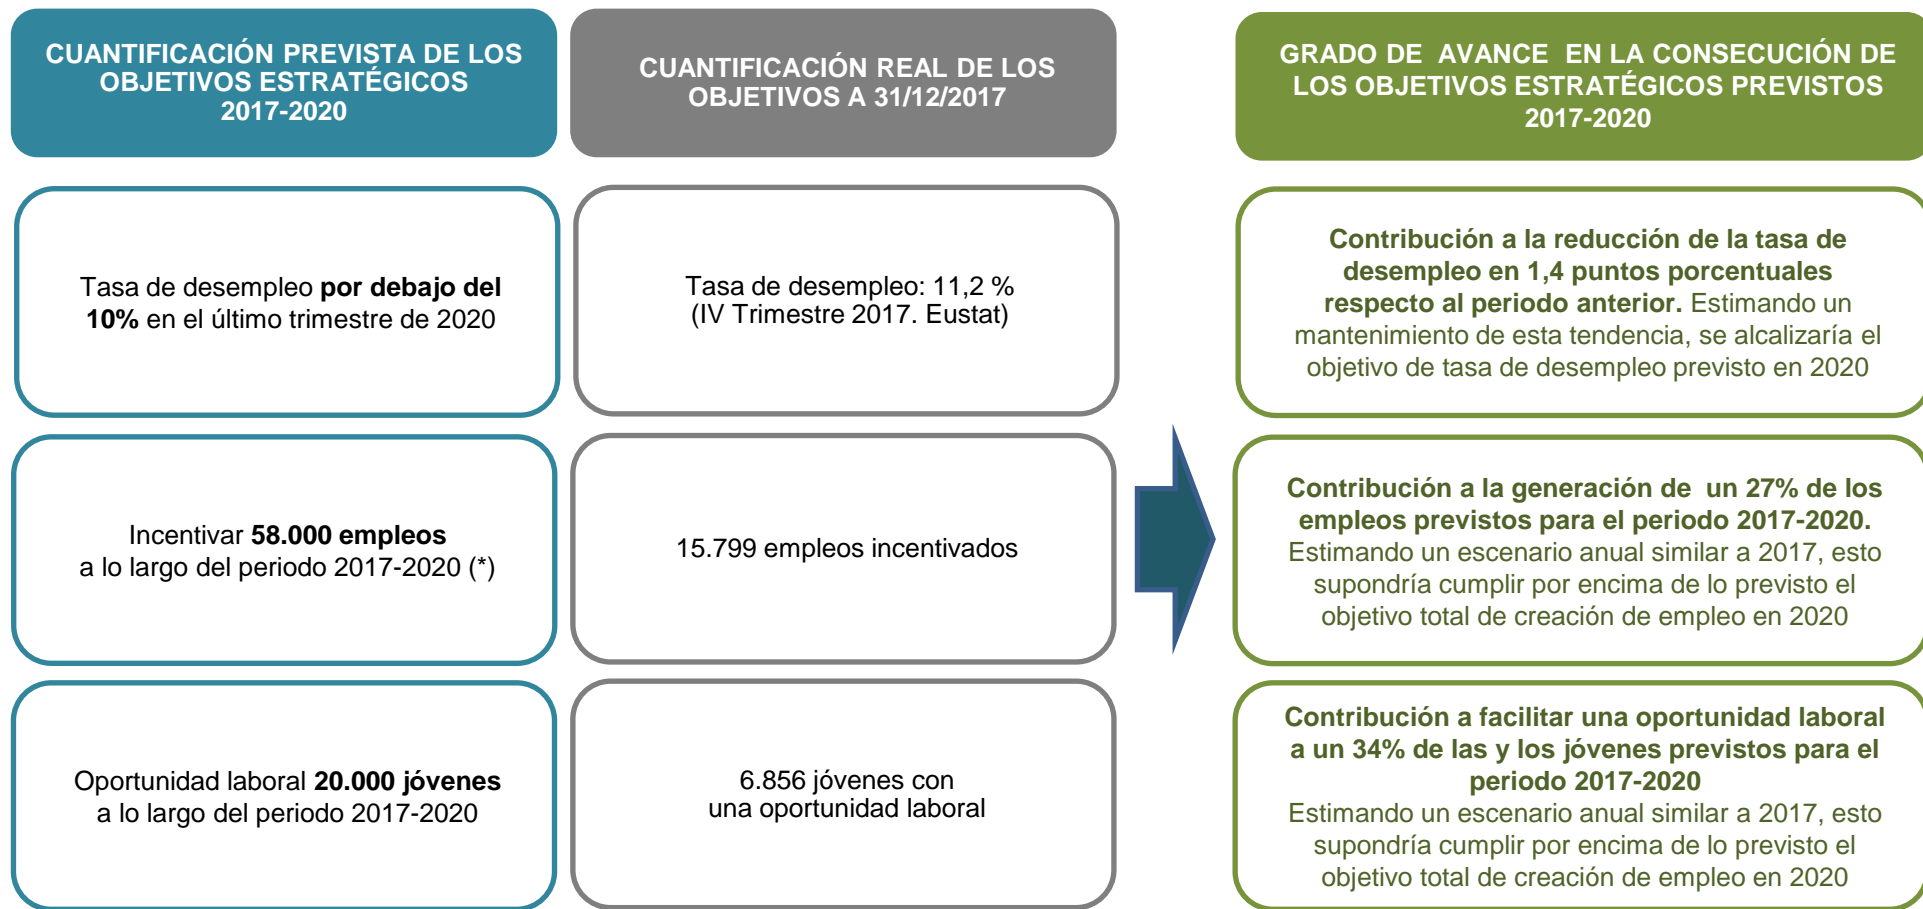 CUANTIFICACIÓN PREVISTA DE LOS
OBJETIVOS ESTRATÉGICOS
2017-2020
CUANTIFICACIÓN REAL DE LOS
OBJETIVOS A 31/12/2017
GRADO DE AVANCE EN LA CONSECUCIÓN DE
LOS OBJETIVOS ESTRATÉGICOS PREVISTOS
2017-2020
Tasa de desempleo por debajo del
10% en el último trimestre de 2020
Tasa de desempleo: 11,2 %
(IV Trimestre 2017. Eustat)
Contribución a la reducción de la tasa de
desempleo en 1,4 puntos porcentuales
respecto al periodo anterior. Estimando un
mantenimiento de esta tendencia, se alcalizaría el
objetivo de tasa de desempleo previsto en 2020
Incentivar 58.000 empleos
a lo largo del periodo 2017-2020 (*)
15.799 empleos incentivados
Contribución a la generación de un 27% de los
empleos previstos para el periodo 2017-2020.
Estimando un escenario anual similar a 2017, esto
supondría cumplir por encima de lo previsto el
objetivo total de creación de empleo en 2020
Oportunidad laboral 20.000 jóvenes
a lo largo del periodo 2017-2020
6.856 jóvenes con
una oportunidad laboral
Contribución a facilitar una oportunidad laboral
a un 34% de las y los jóvenes previstos para el
periodo 2017-2020
Estimando un escenario anual similar a 2017, esto
supondría cumplir por encima de lo previsto el
objetivo total de creación de empleo en 2020